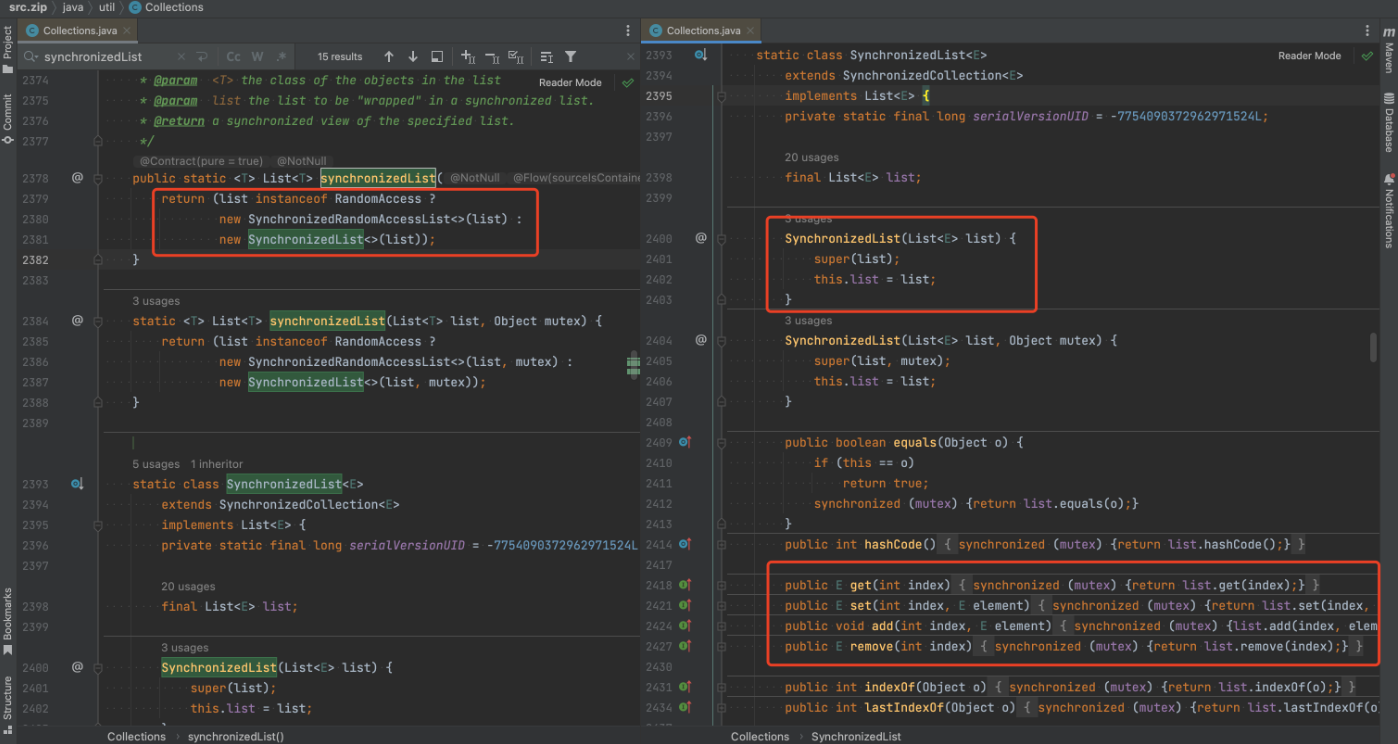 src.zip java util Collections
Collections.java
synchronizedList Cc W .* 15 results
2374 * @param <T> the class of the objects in the list
Reader Mode
2375 * @param list the list to be "wrapped" in a synchronized list.
2376 * @return a synchronized view of the specified list.
2377 */
@Contract(pure = true) @NotNull
2378 @ public static <T> List<T> synchronizedList( @NotNull @Flow(sourceIsContaine
2379 return (list instanceof RandomAccess ?
2380 new SynchronizedRandomAccessList<>(list) :
2381 new SynchronizedList<>(list));
2382 }
2383
3 usages
2384 @ static <T> List<T> synchronizedList(List<T> list, Object mutex) {
2385 return (list instanceof RandomAccess ?
2386 new SynchronizedRandomAccessList<>(list, mutex) :
2387 new SynchronizedList<>(list, mutex));
2388 }
2389
5 usages 1 inheritor
2393 static class SynchronizedList<E>
2394 extends SynchronizedCollection<E>
2395 implements List<E> {
2396 private static final long serialVersionUID = -7754090372962971524L
2397
20 usages
2398 final List<E> list;
2399
3 usages
2400 @ SynchronizedList(List<E> list) {
2401 super(list);
2402 this.list = list;
Collections synchronizedList()
Collections.java
2393 static class SynchronizedList<E>
Reader Mode
2394 extends SynchronizedCollection<E>
2395 implements List<E> {
2396 private static final long serialVersionUID = -7754090372962971524L;
2397
20 usages
2398 final List<E> list;
2399
3 usages
2400 @ SynchronizedList(List<E> list) {
2401 super(list);
2402 this.list = list;
2403 }
3 usages
2404 @ SynchronizedList(List<E> list, Object mutex) {
2405 super(list, mutex);
2406 this.list = list;
2407 }
2408
2409 public boolean equals(Object o) {
2410 if (this == o)
2411 return true;
2412 synchronized (mutex) {return list.equals(o);}
2413 }
2414 public int hashCode() { synchronized (mutex) {return list.hashCode();} }
2417
2418 public E get(int index) { synchronized (mutex) {return list.get(index);} }
2421 public E set(int index, E element) { synchronized (mutex) {return list.set(index,
2424 public void add(int index, E element) { synchronized (mutex) {list.add(index, elem
2427 public E remove(int index) { synchronized (mutex) {return list.remove(index);} }
2430
2431 public int indexOf(Object o) { synchronized (mutex) {return list.indexOf(o);} }
2434 public int lastIndexOf(Object o) { synchronized (mutex) {return list.lastIndexOf(o
Collections SynchronizedList
Project
Commit
Bookmarks
Structure
m
Maven
Database
Notifications